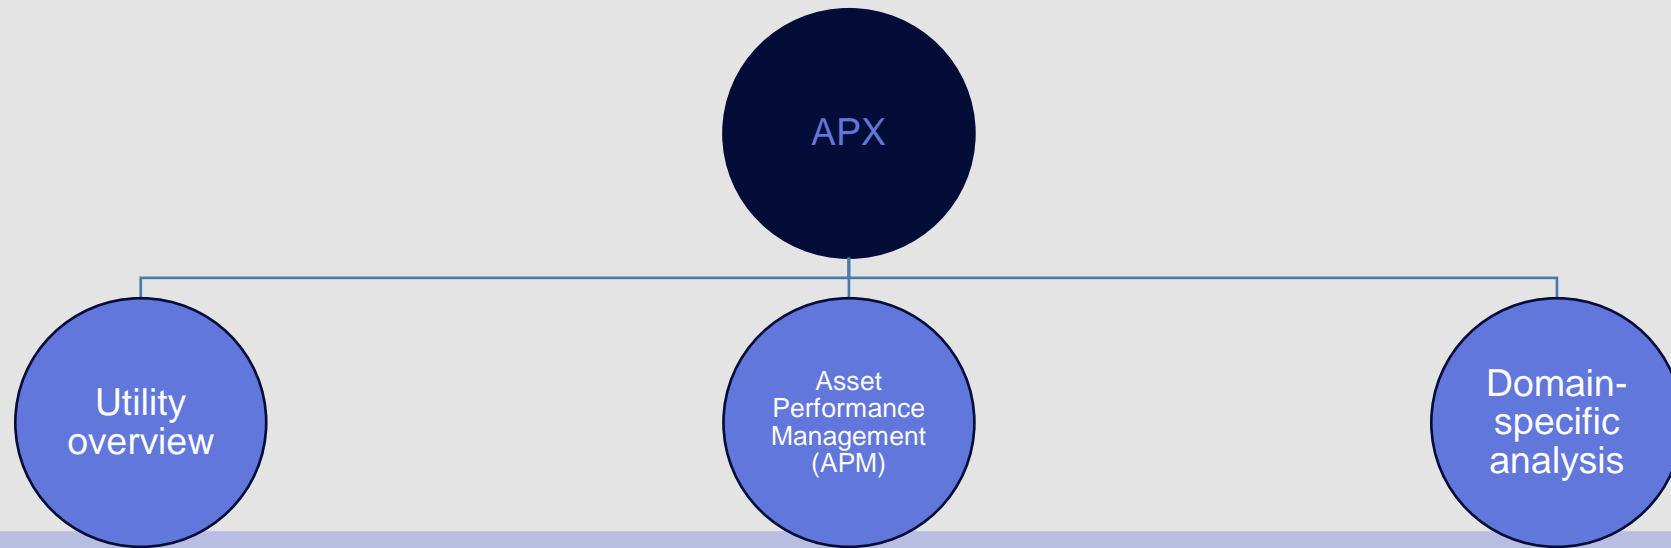 APX
Utility
overview
Asset
Performance
Management
(APM)
Domain-
specific
analysis